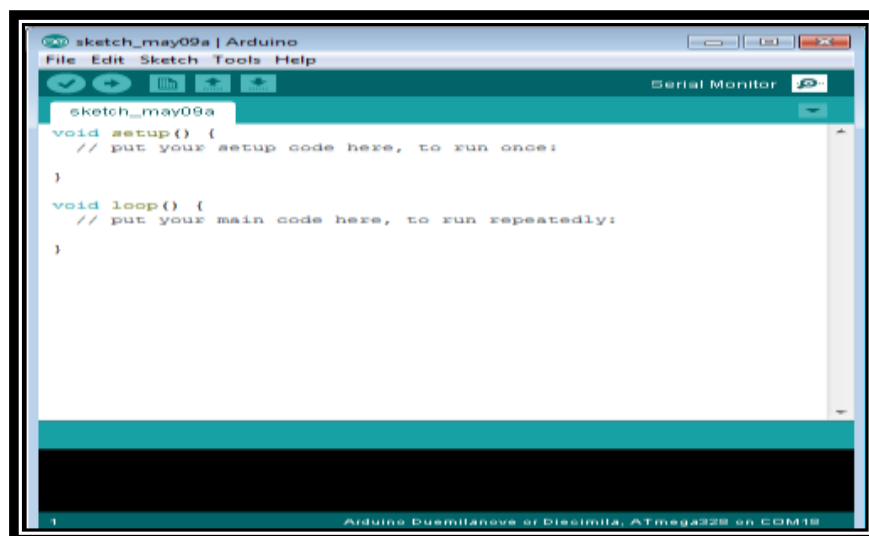 sketch_may09a | Arduino
File Edit Sketch Tools Help
Serial Monitor
sketch_may09a
void setup() {
// put your setup code here, to run once:
}
void loop() {
// put your main code here, to run repeatedly:
}
1 Arduino Duemilanove or Diecimila, ATmega328 on COM18